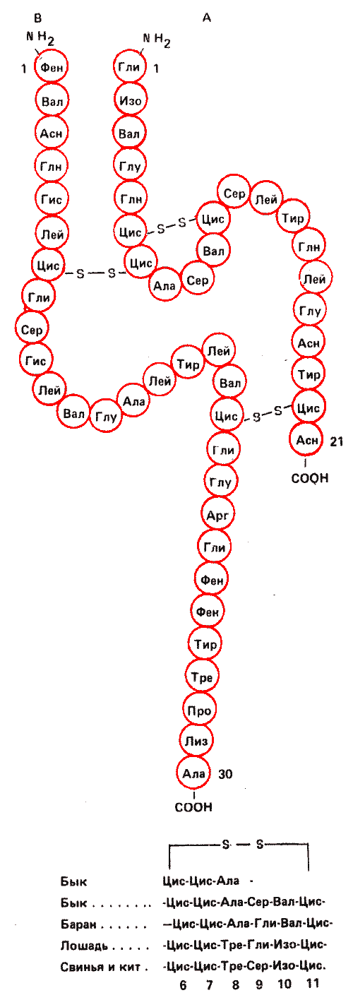 B A
NH2 NH2
1 Фен Гли 1
Вал Изо
Асн Вал
Глн Глу
Гис Глн
Лей Цис S S Цис Сер Лей Тир Глн Лей Глу Асн Тир Цис Асн 21
Цис S S Цис Ала Сер Вал
COOH
Гли
Сер
Гис
Лей
Вал
Глу
Ала
Лей
Тир
Лей
Вал
Цис S S
Гли
Глу
Арг
Гли
Фен
Фен
Тир
Тре
Про
Лиз
Ала 30
COOH
S — S
Бык Цис-Цис-Ала -
Бык . . . . . . . . -Цис-Цис-Ала-Сер-Вал-Цис-
Баран . . . . . . —Цис-Цис-Ала-Гли-Вал-Цис-
Лошадь . . . . . -Цис-Цис-Тре-Гли-Изо-Цис-
Свинья и кит . -Цис-Цис-Тре-Сер-Изо-Цис.
6 7 8 9 10 11